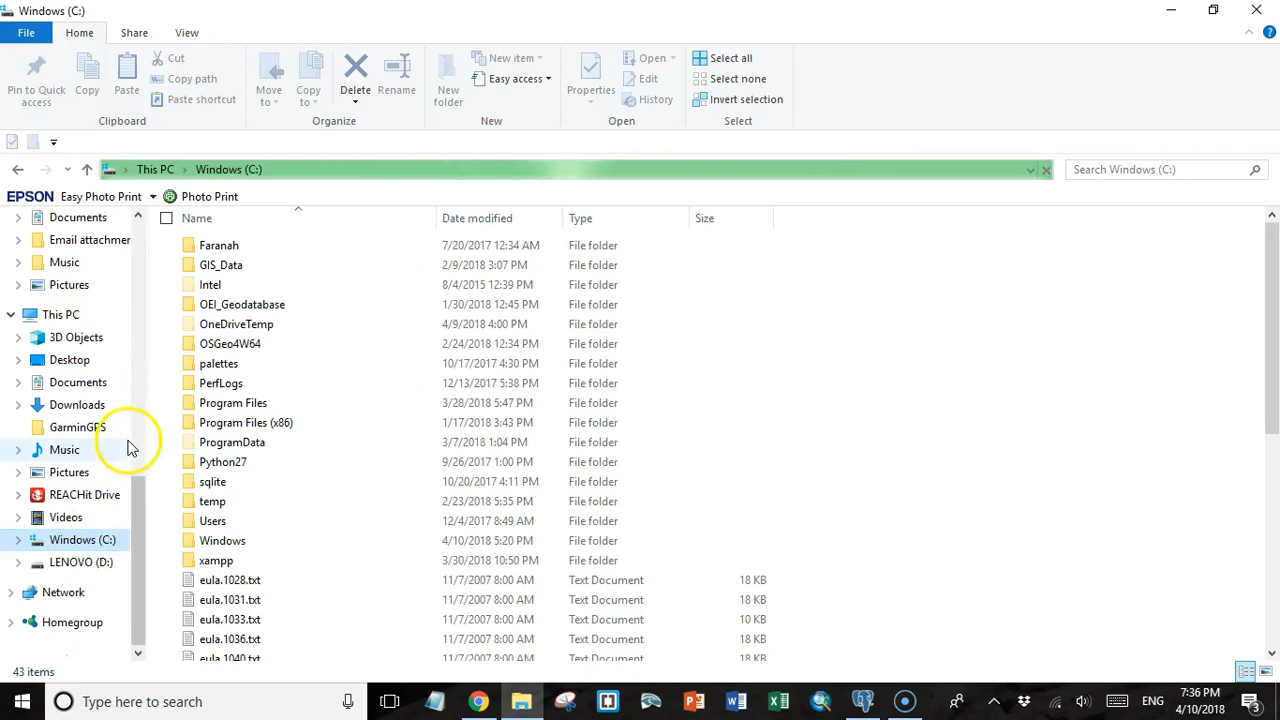 Windows (C:)
File Home Share View
Pin to Quick access
Copy
Paste
Cut
Copy path
Paste shortcut
Clipboard
Move to
Copy to
Delete
Rename
Organize
New folder
New item
Easy access
New
Properties
Open
Edit
History
Open
Select all
Select none
Invert selection
Select
This PC Windows (C:)
Search Windows (C:)
EPSON Easy Photo Print Photo Print
Documents
Email attachmer
Music
Pictures
This PC
3D Objects
Desktop
Documents
Downloads
GarminGPS
Music
Pictures
REACHit Drive
Videos
Windows (C:)
LENOVO (D:)
Network
Homegroup
Name Date modified Type Size
Faranah 7/20/2017 12:34 AM File folder
GIS_Data 2/9/2018 3:07 PM File folder
Intel 8/4/2015 12:39 PM File folder
OEI_Geodatabase 1/30/2018 12:45 PM File folder
OneDriveTemp 4/9/2018 4:00 PM File folder
OSGeo4W64 2/24/2018 12:34 PM File folder
palettes 10/17/2017 4:30 PM File folder
PerfLogs 12/13/2017 5:38 PM File folder
Program Files 3/28/2018 5:47 PM File folder
Program Files (x86) 1/17/2018 3:43 PM File folder
ProgramData 3/7/2018 1:04 PM File folder
Python27 9/26/2017 1:00 PM File folder
sqlite 10/20/2017 4:11 PM File folder
temp 2/23/2018 5:35 PM File folder
Users 12/4/2017 8:49 AM File folder
Windows 4/10/2018 5:20 PM File folder
xampp 3/30/2018 10:50 PM File folder
eula.1028.txt 11/7/2007 8:00 AM Text Document 18 KB
eula.1031.txt 11/7/2007 8:00 AM Text Document 18 KB
eula.1033.txt 11/7/2007 8:00 AM Text Document 10 KB
eula.1036.txt 11/7/2007 8:00 AM Text Document 18 KB
eula.1040.txt 11/7/2007 8:00 AM Text Document 18 KB
43 items
Type here to search
ENG
7:36 PM
4/10/2018
3